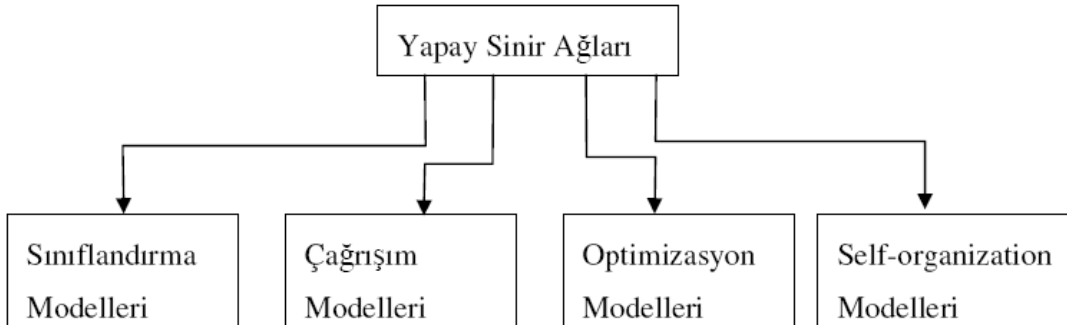 Yapay Sinir Ağları
Sınıflandırma
Modelleri
Çağrışım
Modelleri
Optimizasyon
Modelleri
Self-organization
Modelleri